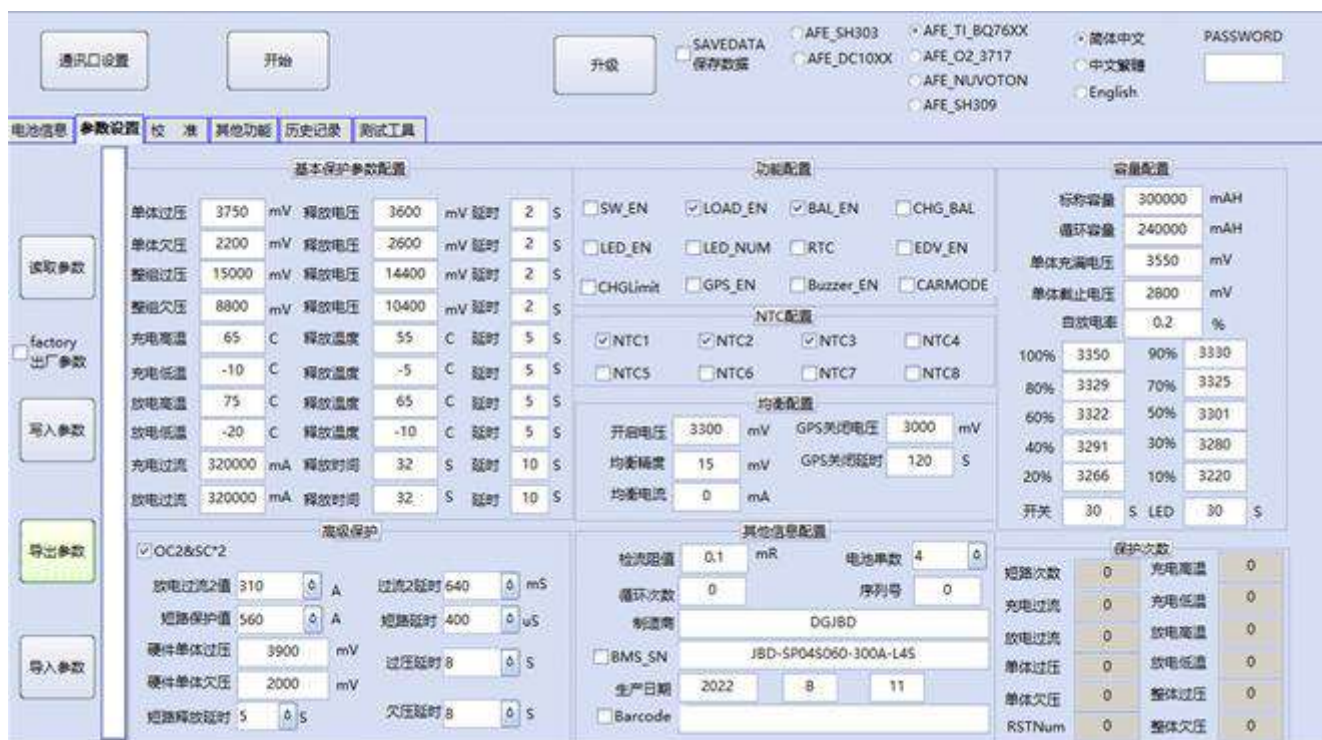 通讯口设置 开始 升级 SAVEDATA 保存数据 AFE_SH303 AFE_TI_BQ76XX 简体中文 PASSWORD
AFE_DC10XX AFE_O2_3717 中文繁體
AFE_NUVOTON English
AFE_SH309
电池信息 参数设置 校 准 其他功能 历史记录 测试工具
读取参数
factory
出厂参数
写入参数
导出参数
导入参数
基本保护参数配置
单体过压 3750 mV 释放电压 3600 mV 延时 2 S
单体欠压 2200 mV 释放电压 2600 mV 延时 2 S
整组过压 15000 mV 释放电压 14400 mV 延时 2 S
整组欠压 8800 mV 释放电压 10400 mV 延时 2 S
充电高温 65 C 释放温度 55 C 延时 5 S
充电低温 -10 C 释放温度 -5 C 延时 5 S
放电高温 75 C 释放温度 65 C 延时 5 S
放电低温 -20 C 释放温度 -10 C 延时 5 S
充电过流 320000 mA 释放时间 32 S 延时 10 S
放电过流 320000 mA 释放时间 32 S 延时 10 S
高级保护
OC2&SC*2
放电过流2值 310 A 过流2延时 640 mS
短路保护值 560 A 短路延时 400 uS
硬件单体过压 3900 mV 过压延时 8 S
硬件单体欠压 2000 mV
短路释放延时 5 S 欠压延时 8 S
功能配置
SW_EN LOAD_EN BAL_EN CHG_BAL
LED_EN LED_NUM RTC EDV_EN
CHGLimit GPS_EN Buzzer_EN CARMODE
NTC配置
NTC1 NTC2 NTC3 NTC4
NTC5 NTC6 NTC7 NTC8
均衡配置
开启电压 3300 mV GPS关闭电压 3000 mV
均衡精度 15 mV GPS关闭延时 120 S
均衡电流 0 mA
其他信息配置
检流阻值 0.1 mR 电池串数 4
循环次数 0 序列号 0
制造商 DGJBD
BMS_SN JBD-SP04S060-300A-L4S
生产日期 2022 8 11
Barcode
容量配置
标称容量 300000 mAH
循环容量 240000 mAH
单体充满电压 3550 mV
单体截止电压 2800 mV
自放电率 0.2 %
100% 3350 90% 3330
80% 3329 70% 3325
60% 3322 50% 3301
40% 3291 30% 3280
20% 3266 10% 3220
开关 30 S LED 30 S
保护次数
短路次数 0 充电高温 0
充电过流 0 充电低温 0
放电过流 0 放电高温 0
单体过压 0 放电低温 0
单体欠压 0 整体过压 0
RSTNum 0 整体欠压 0